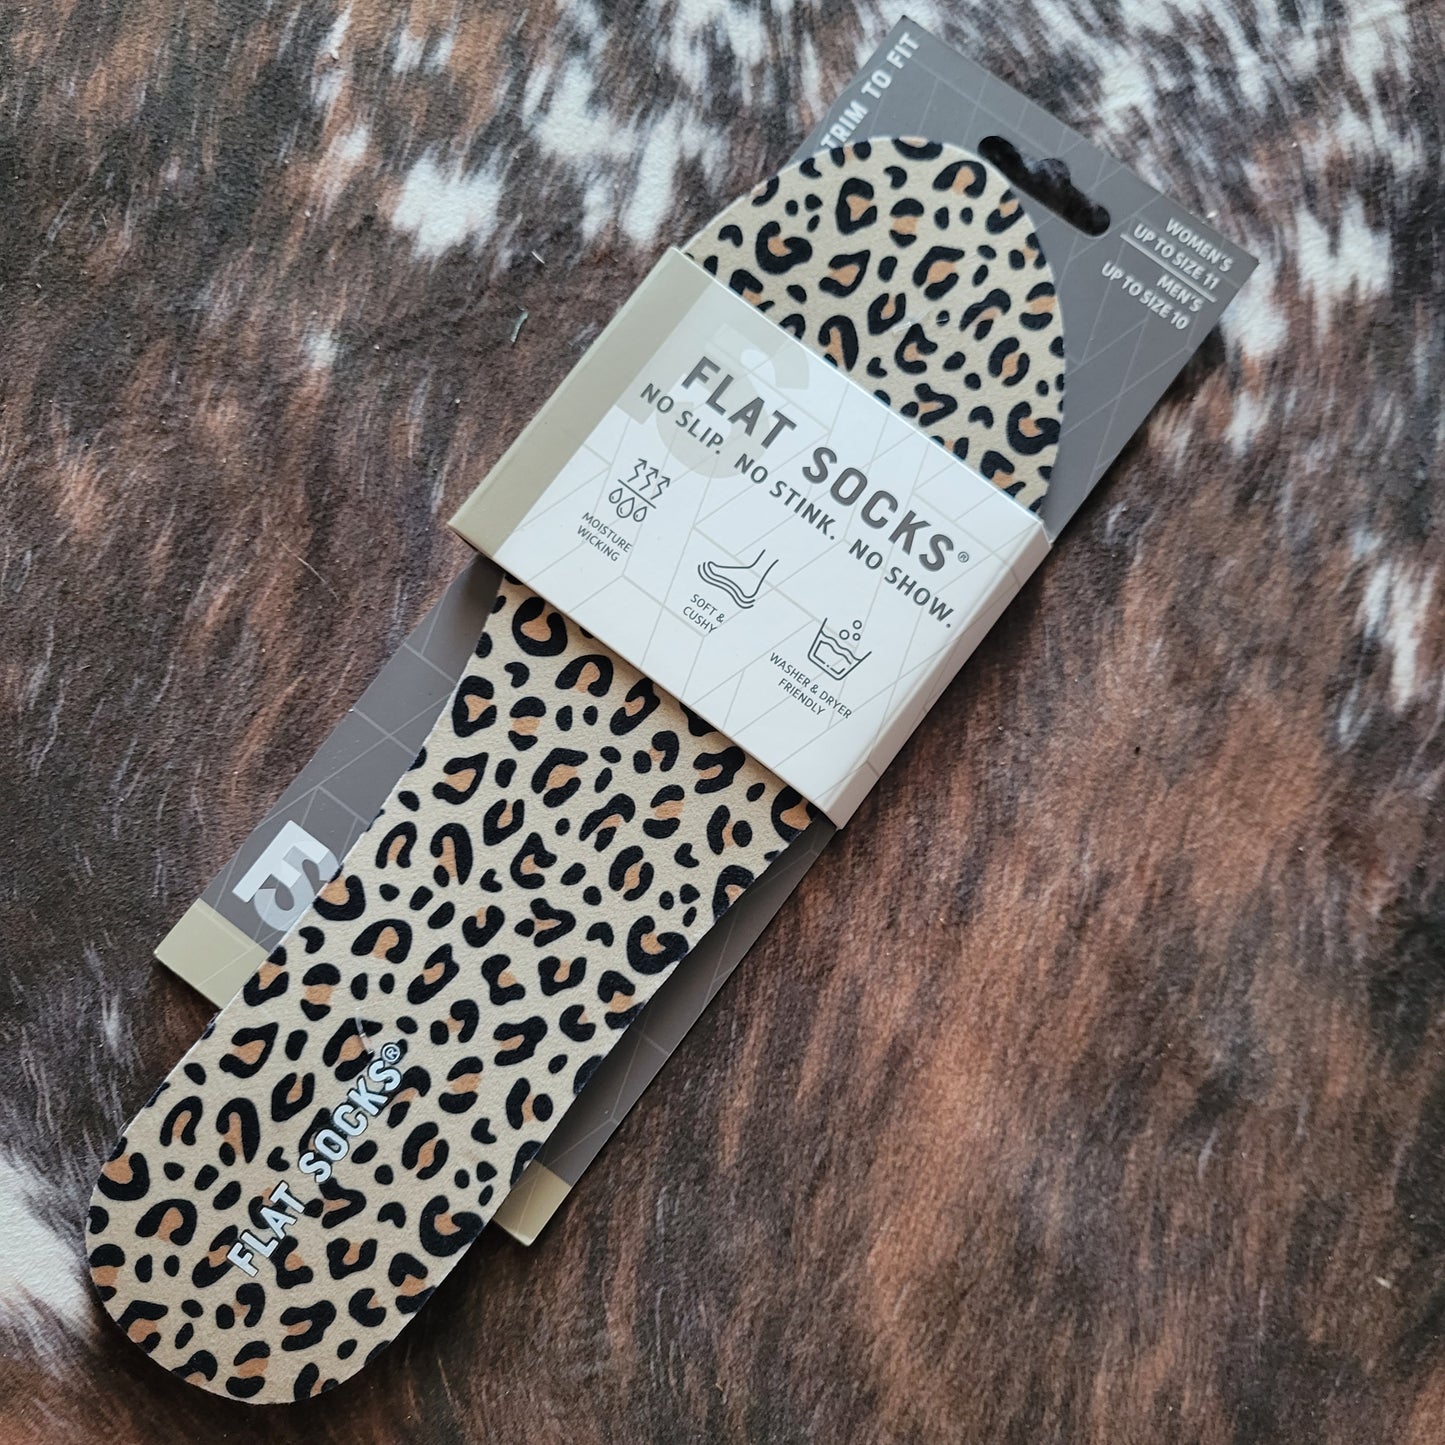 TRIM TO FIT
WOMEN'S
UP TO SIZE 11
MEN'S
UP TO SIZE 10
FLAT SOCKS®
NO SLIP. NO STINK. NO SHOW.
MOISTURE
WICKING
SOFT &
CUSHY
WASHER & DRYER
FRIENDLY
FLAT SOCKS®